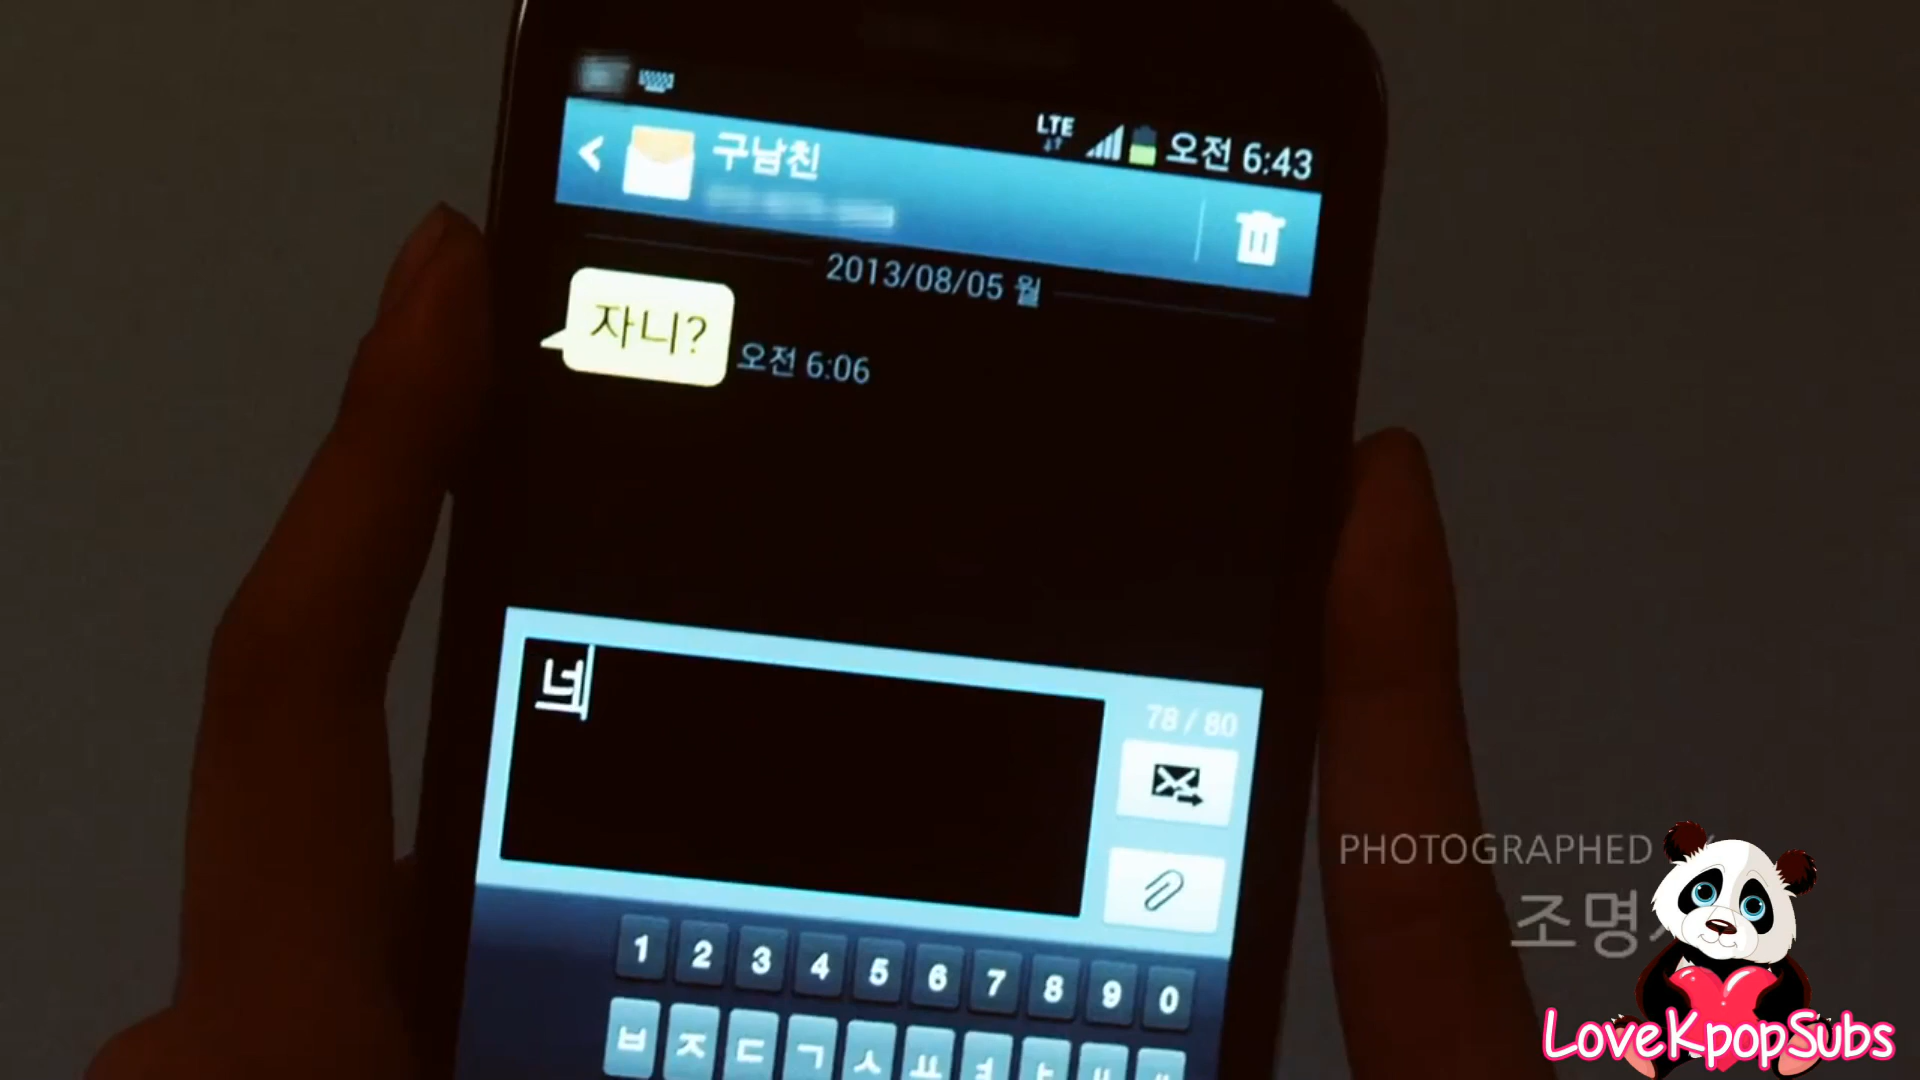 LTE 오전 6:43
구남친
2013/08/05 월
자니?
오전 6:06
78 / 80
1 2 3 4 5 6 7 8 9 0
ㅂ ㅈ ㄷ ㄱ ㅅ ㅛ ㅕ ㅑ ㅐ ㅔ
PHOTOGRAPHED
조명
LoveKpopSubs